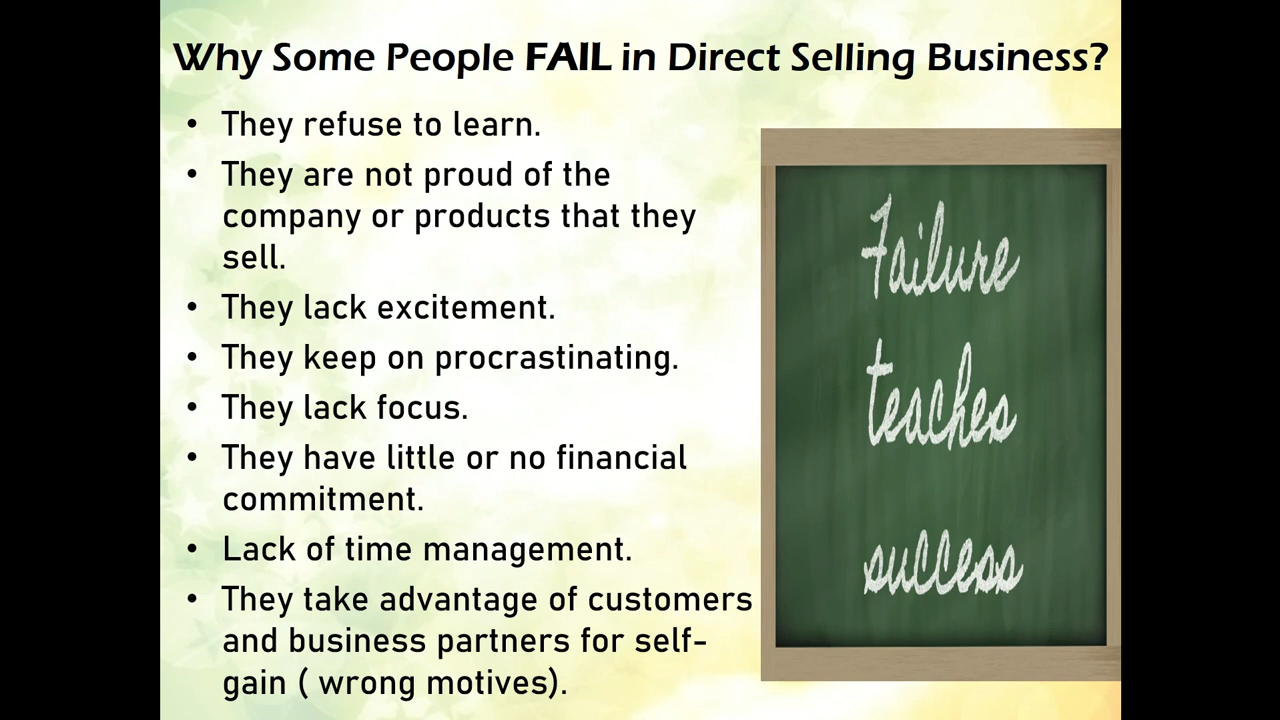 Why Some People FAIL in Direct Selling Business?
• They refuse to learn.
• They are not proud of the
company or products that they
sell.
• They lack excitement.
• They keep on procrastinating.
• They lack focus.
• They have little or no financial
commitment.
• Lack of time management.
• They take advantage of customers
and business partners for self-
gain ( wrong motives).
Failure
teaches
success